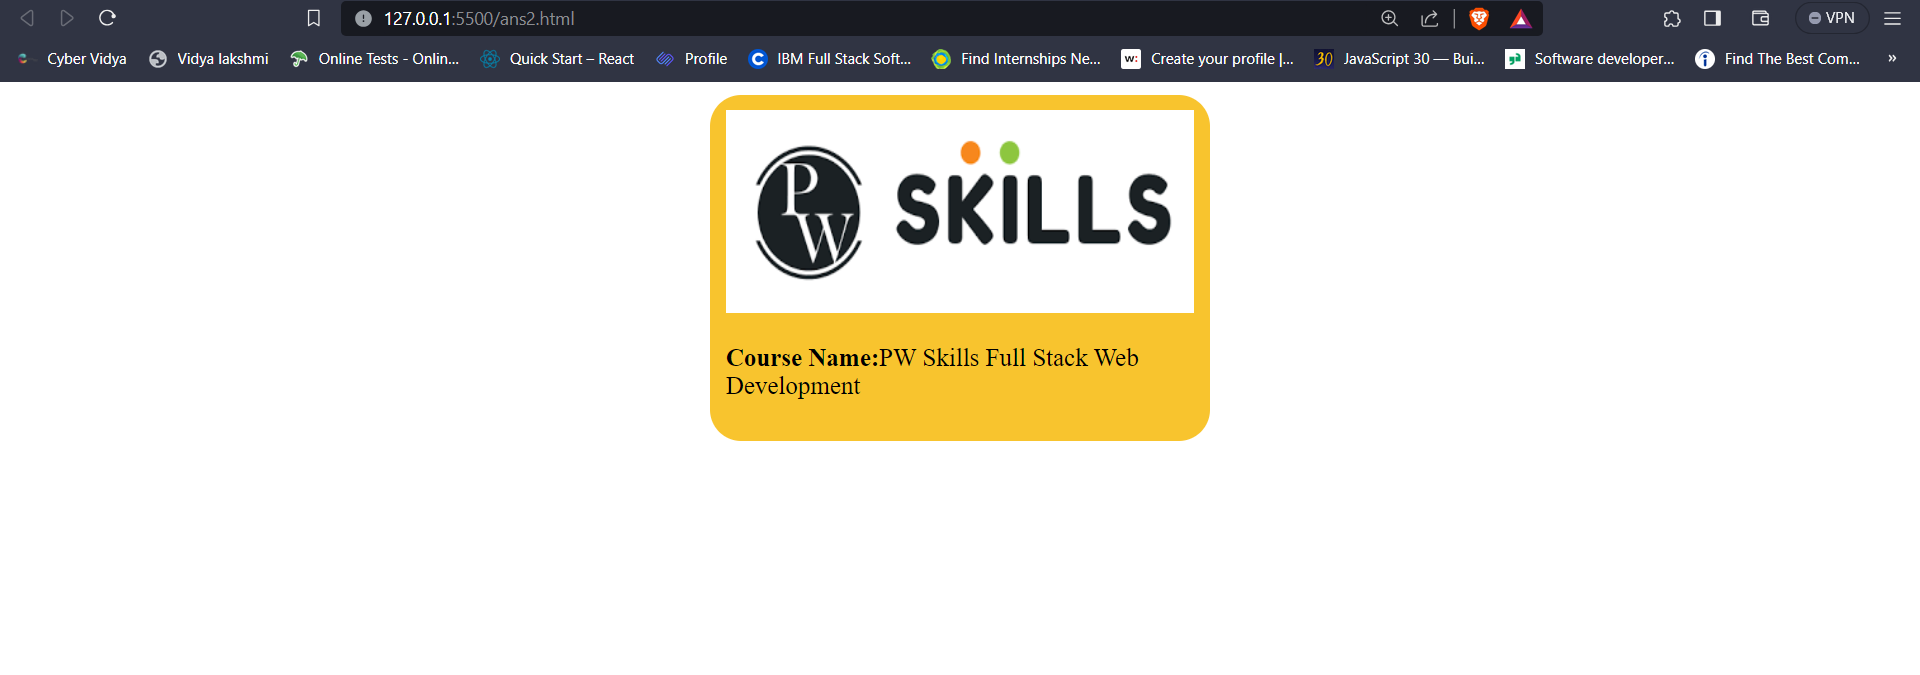 127.0.0.1:5500/ans2.html
VPN
Cyber Vidya Vidya lakshmi Online Tests - Onlin... Quick Start – React Profile C IBM Full Stack Soft... Find Internships Ne... w: Create your profile |... 30 JavaScript 30 — Bui... Software developer... i Find The Best Com... »
PW SKILLS
Course Name:PW Skills Full Stack Web
Development